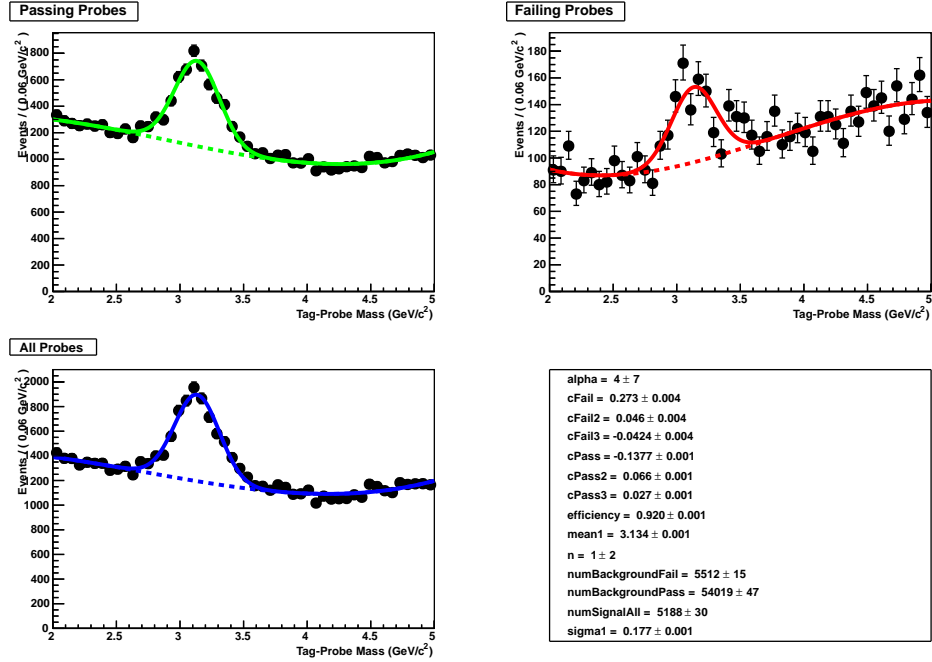 Passing Probes
Events / ( 0.06 GeV/c²)
1800
1600
1400
1200
1000
800
600
400
200
0
2 2.5 3 3.5 4 4.5 5
Tag-Probe Mass (GeV/c²)
Failing Probes
Events / ( 0.06 GeV/c²)
180
160
140
120
100
80
60
40
20
0
2 2.5 3 3.5 4 4.5 5
Tag-Probe Mass (GeV/c²)
All Probes
Events / ( 0.06 GeV/c²)
2000
1800
1600
1400
1200
1000
800
600
400
200
0
2 2.5 3 3.5 4 4.5 5
Tag-Probe Mass (GeV/c²)
alpha = 4 ± 7
cFail = 0.273 ± 0.004
cFail2 = 0.046 ± 0.004
cFail3 = -0.0424 ± 0.004
cPass = -0.1377 ± 0.001
cPass2 = 0.066 ± 0.001
cPass3 = 0.027 ± 0.001
efficiency = 0.920 ± 0.001
mean1 = 3.134 ± 0.001
n = 1 ± 2
numBackgroundFail = 5512 ± 15
numBackgroundPass = 54019 ± 47
numSignalAll = 5188 ± 30
sigma1 = 0.177 ± 0.001